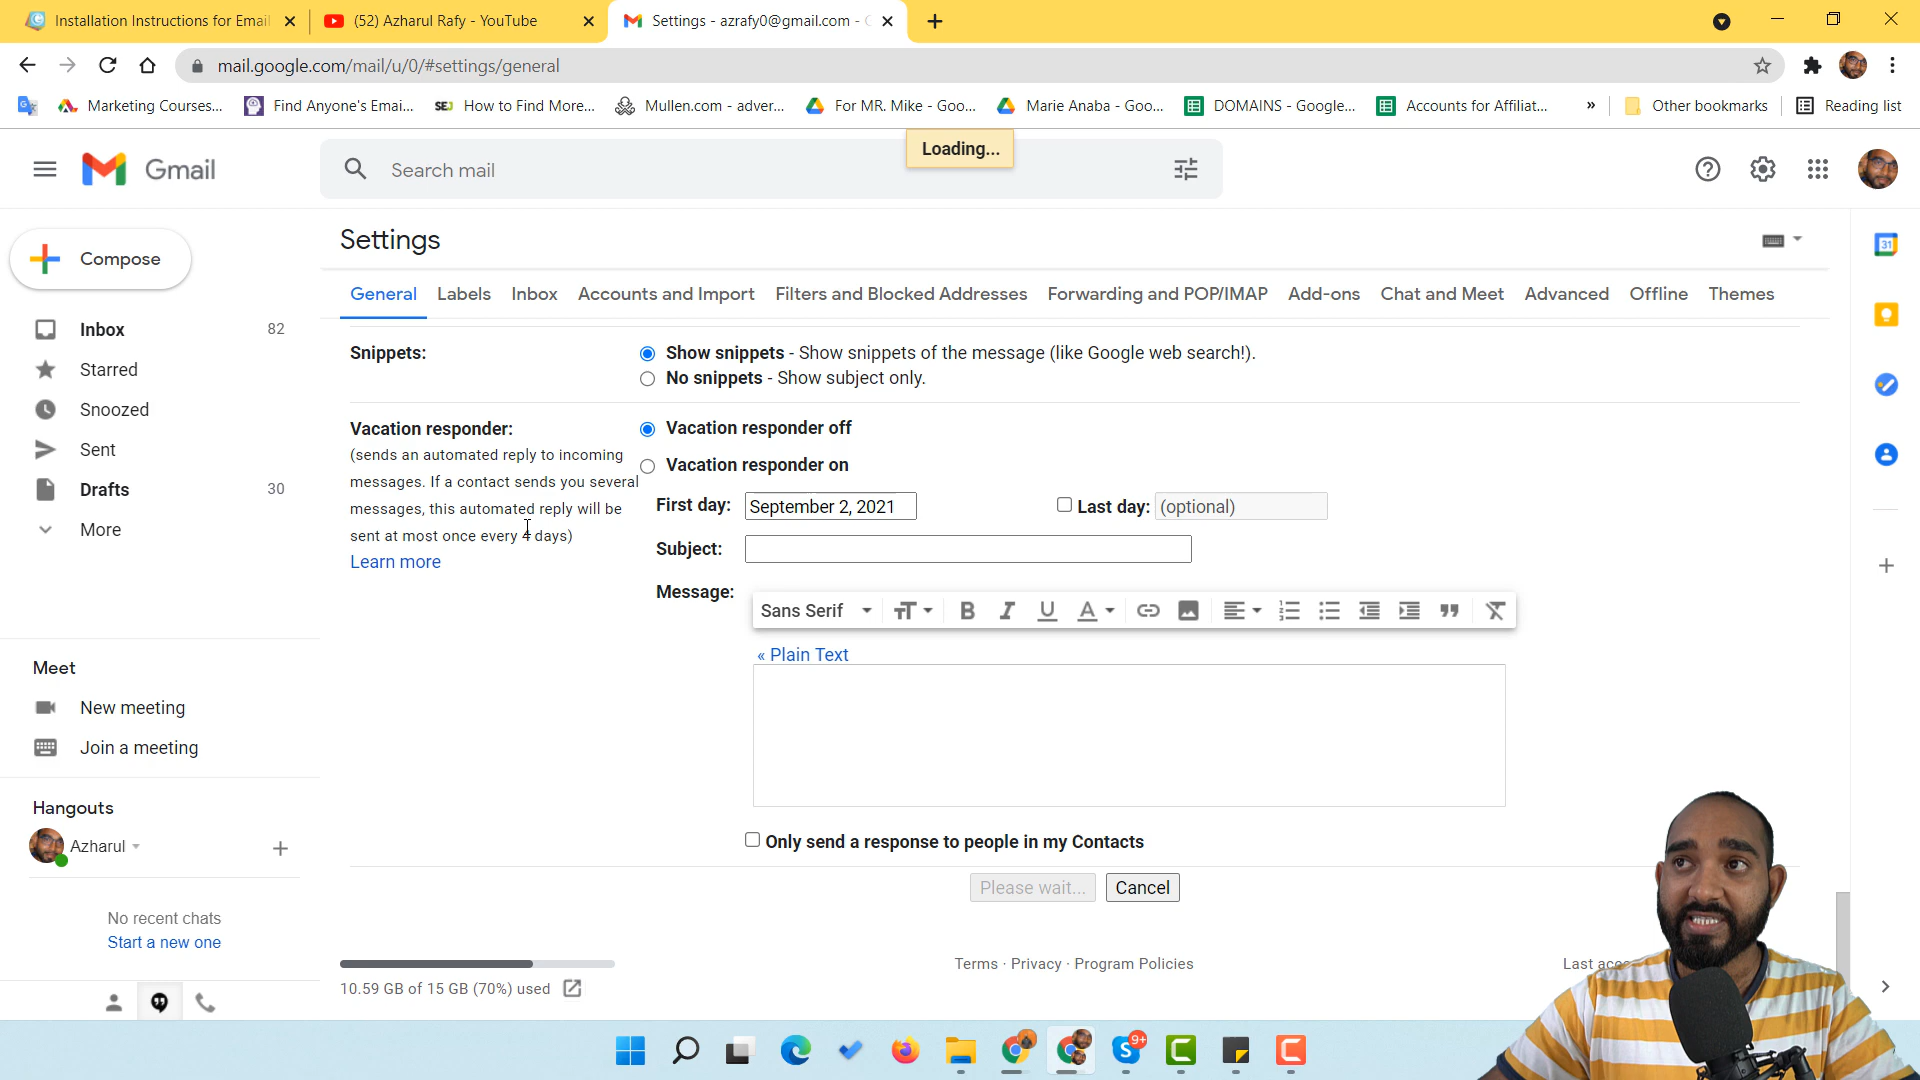 Installation Instructions for Email
(52) Azharul Rafy - YouTube
Settings - azrafy0@gmail.com -
mail.google.com/mail/u/0/#settings/general
Marketing Courses...
Find Anyone's Emai...
SEJ
How to Find More...
Mullen.com - adver...
For MR. Mike - Goo...
Marie Anaba - Goo...
DOMAINS - Google...
Accounts for Affiliat...
»
Other bookmarks
Reading list
Loading...
Gmail
Search mail
Compose
Settings
General
Labels
Inbox
Accounts and Import
Filters and Blocked Addresses
Forwarding and POP/IMAP
Add-ons
Chat and Meet
Advanced
Offline
Themes
Inbox 82
Starred
Snoozed
Sent
Drafts 30
More
Snippets:
Show snippets - Show snippets of the message (like Google web search!).
No snippets - Show subject only.
Vacation responder:
(sends an automated reply to incoming
messages. If a contact sends you several
messages, this automated reply will be
sent at most once every 4 days)
Learn more
Vacation responder off
Vacation responder on
First day: September 2, 2021
Last day: (optional)
Subject:
Message:
Sans Serif
« Plain Text
Only send a response to people in my Contacts
Please wait...
Cancel
Meet
New meeting
Join a meeting
Hangouts
Azharul
No recent chats
Start a new one
10.59 GB of 15 GB (70%) used
Terms · Privacy · Program Policies
Last
31
9+